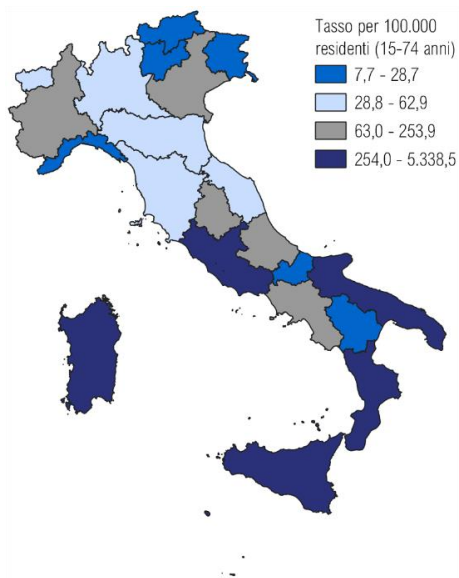 Tasso per 100.000
residenti (15-74 anni)
7,7 - 28,7
28,8 - 62,9
63,0 - 253,9
254,0 - 5.338,5